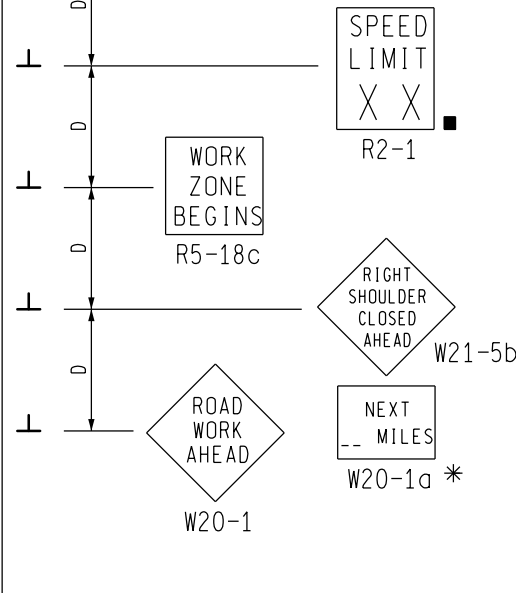 D
SPEED
LIMIT
X X
R2-1
D
WORK
ZONE
BEGINS
R5-18c
D
RIGHT
SHOULDER
CLOSED
AHEAD
W21-5b
D
ROAD
WORK
AHEAD
W20-1
NEXT
__ MILES
W20-1a *